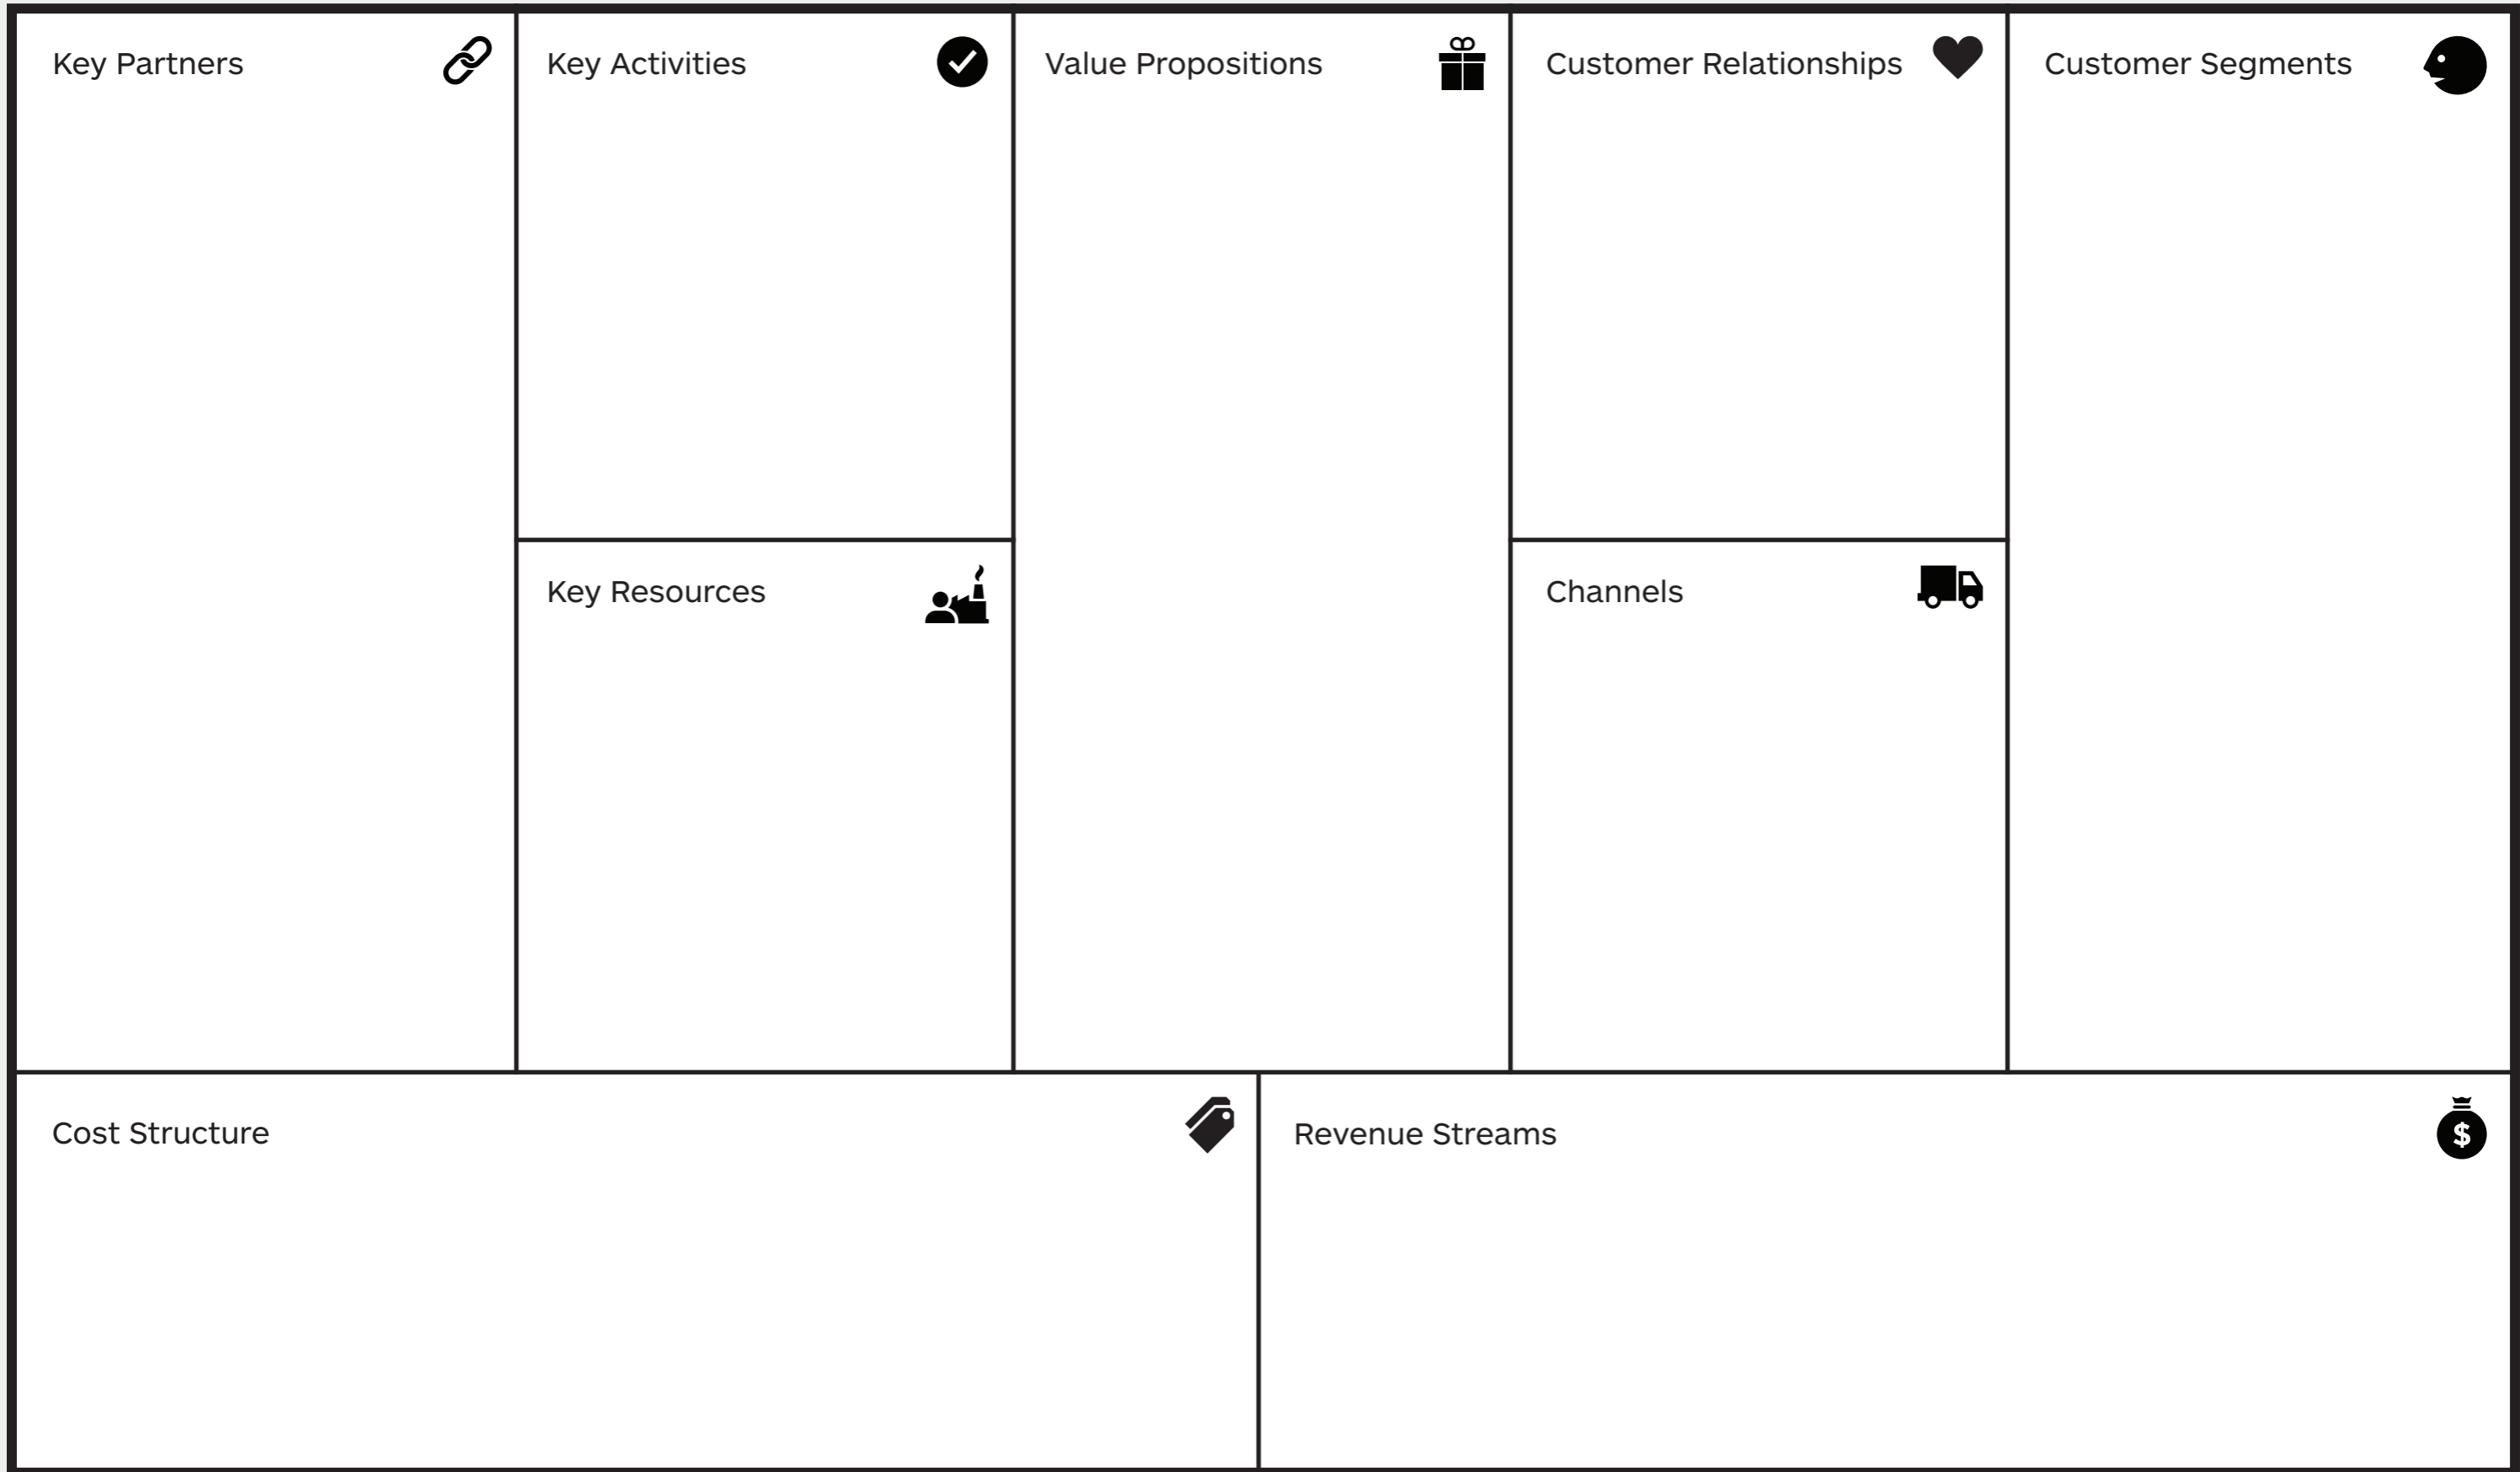 Key Partners
Key Activities
Value Propositions
Customer Relationships
Customer Segments
Key Resources
Channels
Cost Structure
Revenue Streams
$